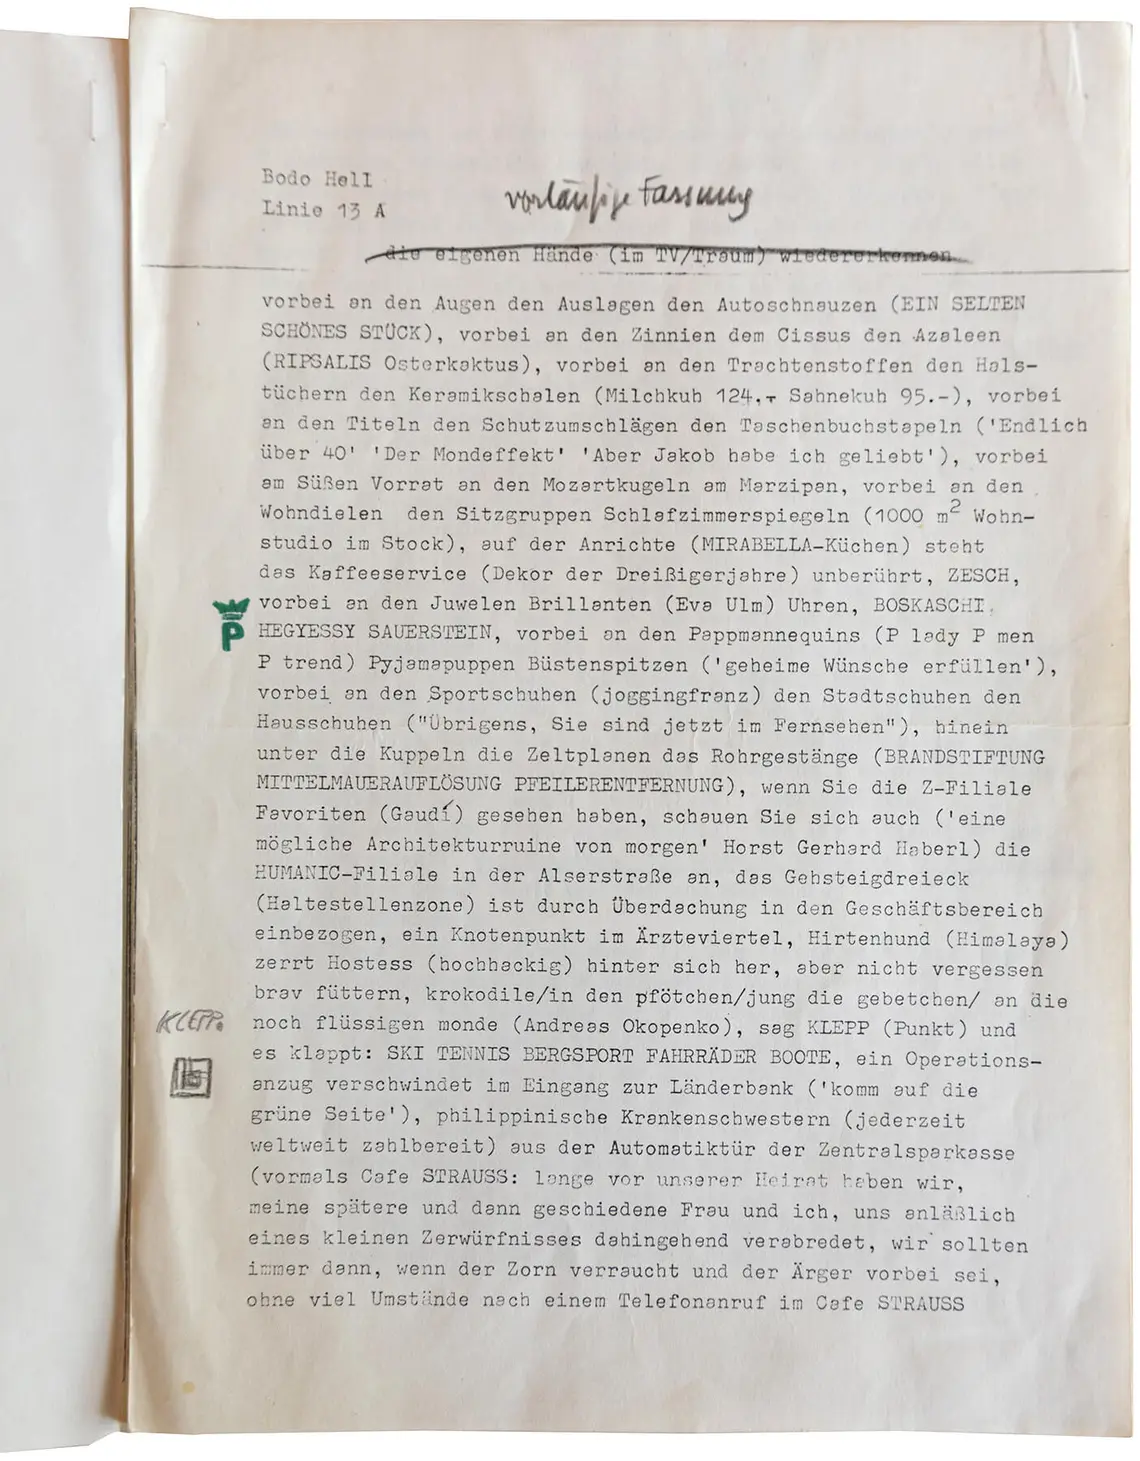 Bodo Hell
vorläufige Fassung
Linie 13 A
die eigenen Hände (im TV/Traum) wiedererkennen
vorbei an den Augen den Auslagen den Autoschnauzen (EIN SELTEN
SCHÖNES STÜCK), vorbei an den Zinnien dem Cissus den Azaleen
(RIPSALIS Osterkaktus), vorbei an den Trachtenstoffen den Hals-
tüchern den Keramikschalen (Milchkuh 124.- Sahnekuh 95.-), vorbei
an den Titeln den Schutzumschlägen den Taschenbuchstapeln ('Endlich
über 40' 'Der Mondeffekt' 'Aber Jakob habe ich geliebt'), vorbei
am Süßen Vorrat an den Mozartkugeln am Marzipan, vorbei an den
Wohndielen den Sitzgruppen Schlafzimmerspiegeln (1000 m² Wohn-
studio im Stock), auf der Anrichte (MIRABELLA-Küchen) steht
das Kaffeeservice (Dekor der Dreißigerjahre) unberührt, ZESCH,
vorbei an den Juwelen Brillanten (Eva Ulm) Uhren, BOSKASCHI
P HEGYESSY SAUERSTEIN, vorbei an den Pappmannequins (P lady P men
P trend) Pyjamapuppen Büstenspitzen ('geheime Wünsche erfüllen'),
vorbei an den Sportschuhen (joggingfranz) den Stadtschuhen den
Hausschuhen ("Übrigens, Sie sind jetzt im Fernsehen"), hinein
unter die Kuppeln die Zeltplanen das Rohrgestänge (BRANDSTIFTUNG
MITTELMAUERAUFLÖSUNG PFEILERENTFERNUNG), wenn Sie die Z-Filiale
Favoriten (Gaudí) gesehen haben, schauen Sie sich auch ('eine
mögliche Architekturruine von morgen' Horst Gerhard Haberl) die
HUMANIC-Filiale in der Alserstraße an, das Gehsteigdreieck
(Haltestellenzone) ist durch Überdachung in den Geschäftsbereich
einbezogen, ein Knotenpunkt im Ärzteviertel, Hirtenhund (Himalaya)
zerrt Hostess (hochhackig) hinter sich her, aber nicht vergessen
brav füttern, krokodile/in den pfötchen/jung die gebetchen/ an die
KLEPP. noch flüssigen monde (Andreas Okopenko), sag KLEPP (Punkt) und
es klappt: SKI TENNIS BERGSPORT FAHRRÄDER BOOTE, ein Operations-
anzug verschwindet im Eingang zur Länderbank ('komm auf die
grüne Seite'), philippinische Krankenschwestern (jederzeit
weltweit zahlbereit) aus der Automatiktür der Zentralsparkasse
(vormals Cafe STRAUSS: lange vor unserer Heirat haben wir,
meine spätere und dann geschiedene Frau und ich, uns anläßlich
eines kleinen Zerwürfnisses dahingehend verabredet, wir sollten
immer dann, wenn der Zorn verraucht und der Ärger vorbei sei,
ohne viel Umstände nach einem Telefonanruf im Cafe STRAUSS